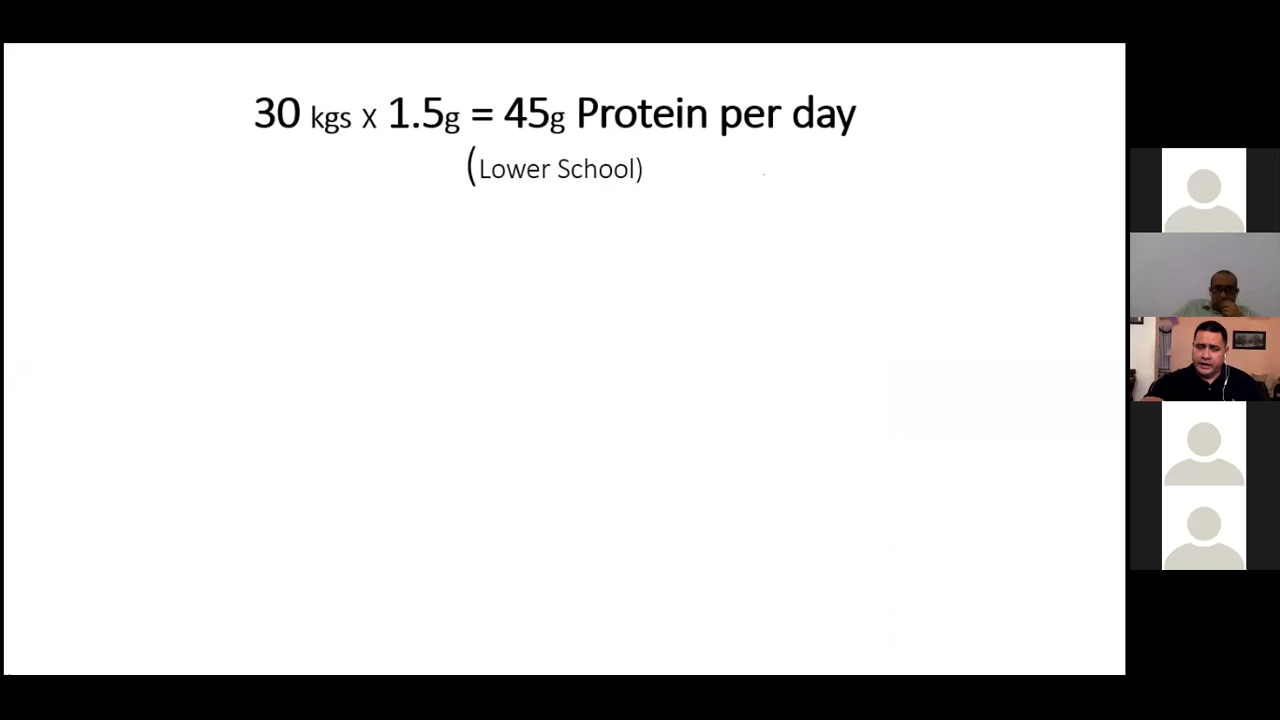 30 kgs x 1.5g = 45g Protein per day
(Lower School)